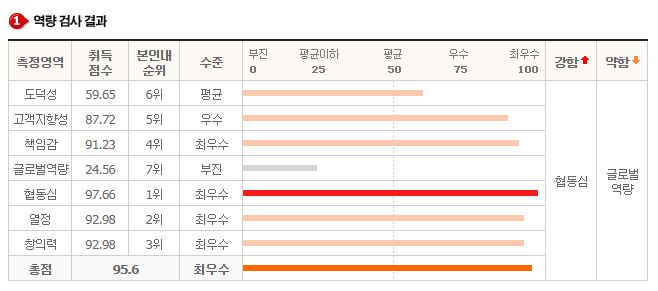 1 역량 검사 결과
측정영역 취득 점수 본인내 순위 수준 부진 평균이하 평균 우수 최우수 강함 약함
0 25 50 75 100
도덕성 59.65 6위 평균
고객지향성 87.72 5위 우수
책임감 91.23 4위 최우수
글로벌역량 24.56 7위 부진
협동심 97.66 1위 최우수 협동심 글로벌 역량
열정 92.98 2위 최우수
창의력 92.98 3위 최우수
총점 95.6 최우수